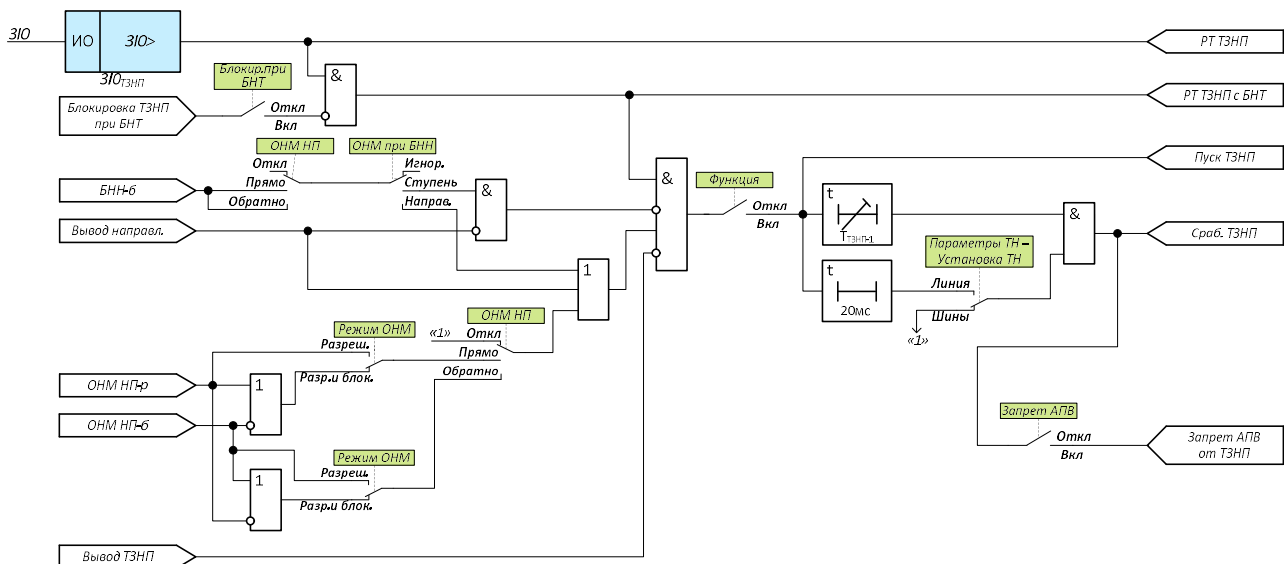 3I0
ИО
3I0>
3I0ТЗНП
РТ ТЗНП
Блокир.при
БНТ
&
Блокировка ТЗНП
при БНТ
Откл
Вкл
РТ ТЗНП с БНТ
ОНМ НП
ОНМ при БНН
Откл
Игнор.
БНН-б
Прямо
Ступень
&
Обратно
Направ.
Вывод направл.
&
Функция
Откл
Вкл
Пуск ТЗНП
t
TТЗНП-1
&
Сраб. ТЗНП
Параметры ТН –
Установка ТН
t
20мс
Линия
Шины
«1»
1
ОНМ НП
Режим ОНМ
«1»
Откл
Разреш.
Прямо
Разр.и блок.
Обратно
ОНМ НП-р
1
ОНМ НП-б
Режим ОНМ
Разреш.
1
Разр.и блок.
Запрет АПВ
Откл
Вкл
Запрет АПВ
от ТЗНП
Вывод ТЗНП